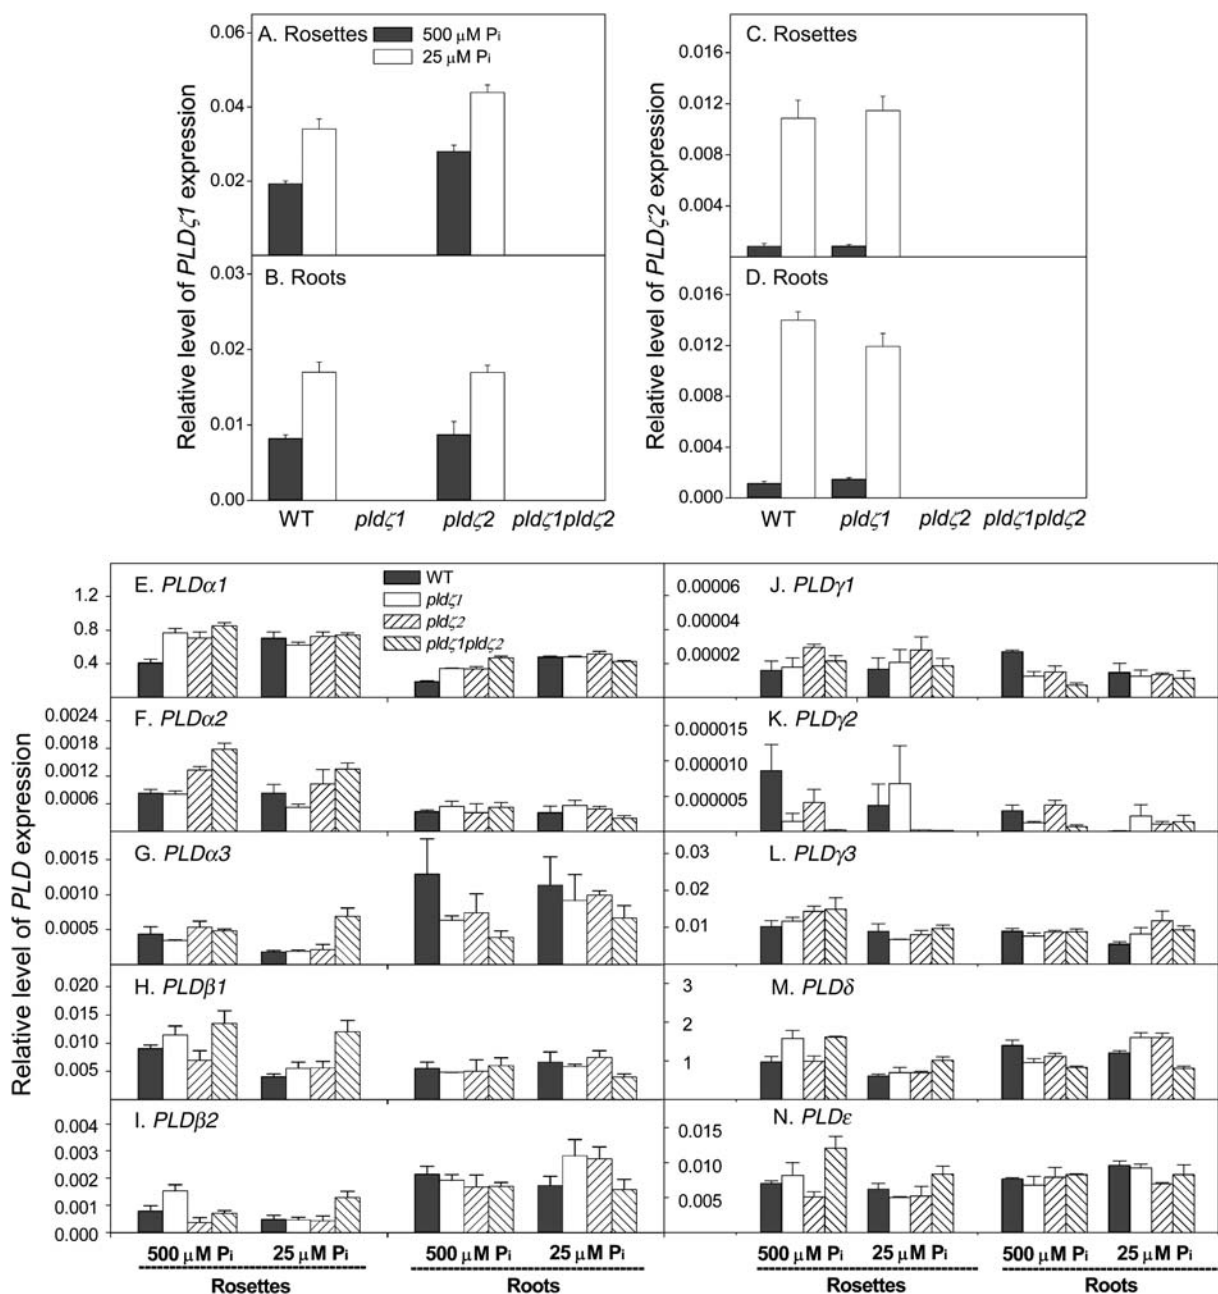 A. Rosettes
500 μM Pi
25 μM Pi
0.06
0.04
0.02
B. Roots
0.03
0.02
0.01
0.00
Relative level of PLDζ1 expression
WT pldζ1 pldζ2 pldζ1pldζ2
C. Rosettes
0.016
0.012
0.008
0.004
D. Roots
0.016
0.012
0.008
0.004
0.000
Relative level of PLDζ2 expression
WT pldζ1 pldζ2 pldζ1pldζ2
Relative level of PLD expression
E. PLDα1
WT
pldζ1
pldζ2
pldζ1pldζ2
1.2
0.8
0.4
F. PLDα2
0.0024
0.0018
0.0012
0.0006
G. PLDα3
0.0015
0.0010
0.0005
H. PLDβ1
0.020
0.015
0.010
0.005
I. PLDβ2
0.004
0.003
0.002
0.001
0.000
500 μM Pi 25 μM Pi 500 μM Pi 25 μM Pi
Rosettes Roots
J. PLDγ1
0.00006
0.00004
0.00002
K. PLDγ2
0.000015
0.000010
0.000005
L. PLDγ3
0.03
0.02
0.01
M. PLDδ
3
2
1
N. PLDε
0.015
0.010
0.005
500 μM Pi 25 μM Pi 500 μM Pi 25 μM Pi
Rosettes Roots